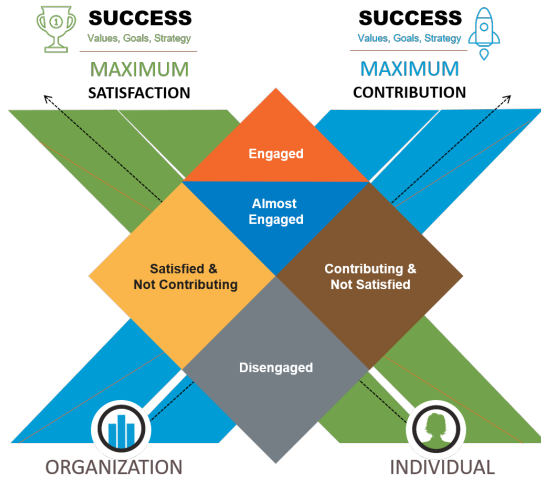 SUCCESS
Values, Goals, Strategy
MAXIMUM
SATISFACTION
SUCCESS
Values, Goals, Strategy
MAXIMUM
CONTRIBUTION
1
Engaged
Almost
Engaged
Satisfied &
Not Contributing
Contributing &
Not Satisfied
Disengaged
ORGANIZATION
INDIVIDUAL